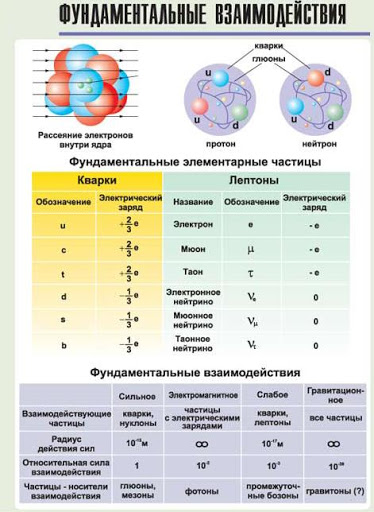 ФУНДАМЕНТАЛЬНЫЕ ВЗАИМОДЕЙСТВИЯ
кварки
глюоны
u
u
d
u
d
d
Рассеяние электронов
внутри ядра
протон
нейтрон
Фундаментальные элементарные частицы
Кварки
Лептоны
Обозначение
Электрический
заряд
Название
Обозначение
Электрический
заряд
u +2/3 e Электрон e - e
c +2/3 e Мюон μ - e
t +2/3 e Таон τ - e
d -1/3 e Электронное
нейтрино νe 0
s -1/3 e Мюонное
нейтрино νμ 0
b -1/3 e Таонное
нейтрино ντ 0
Фундаментальные взаимодействия
Сильное
Электромагнитное
Слабое
Гравитацион-
ное
Взаимодействующие
частицы
кварки,
нуклоны
частицы
с электрическими
зарядами
кварки,
лептоны
все частицы
Радиус
действия сил
м
∞
м
∞
Относительная сила
взаимодействия
1
Частицы - носители
взаимодействия
глюоны,
мезоны
фотоны
промежуточ-
ные бозоны
гравитоны (?)